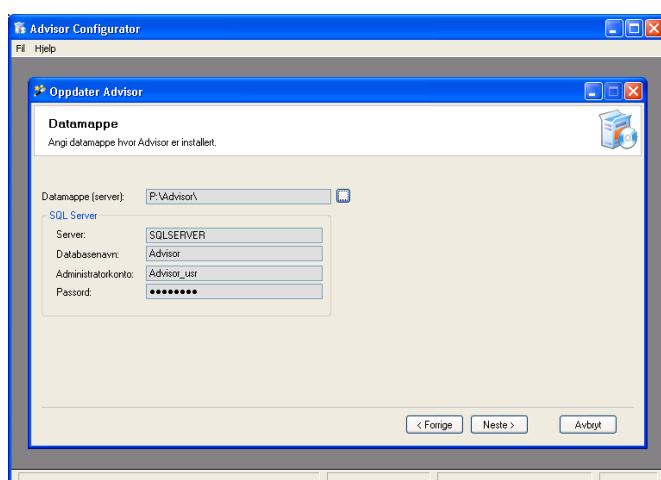 Advisor Configurator
Fil Hjelp
Oppdater Advisor
Datamappe
Angi datamappe hvor Advisor er installert.
Datamappe (server): P:\Advisor\ ...
SQL Server
Server: SQLSERVER
Databasenavn: Advisor
Administratorkonto: Advisor_usr
Passord: ●●●●●●●●
< Forrige Neste > Avbryt